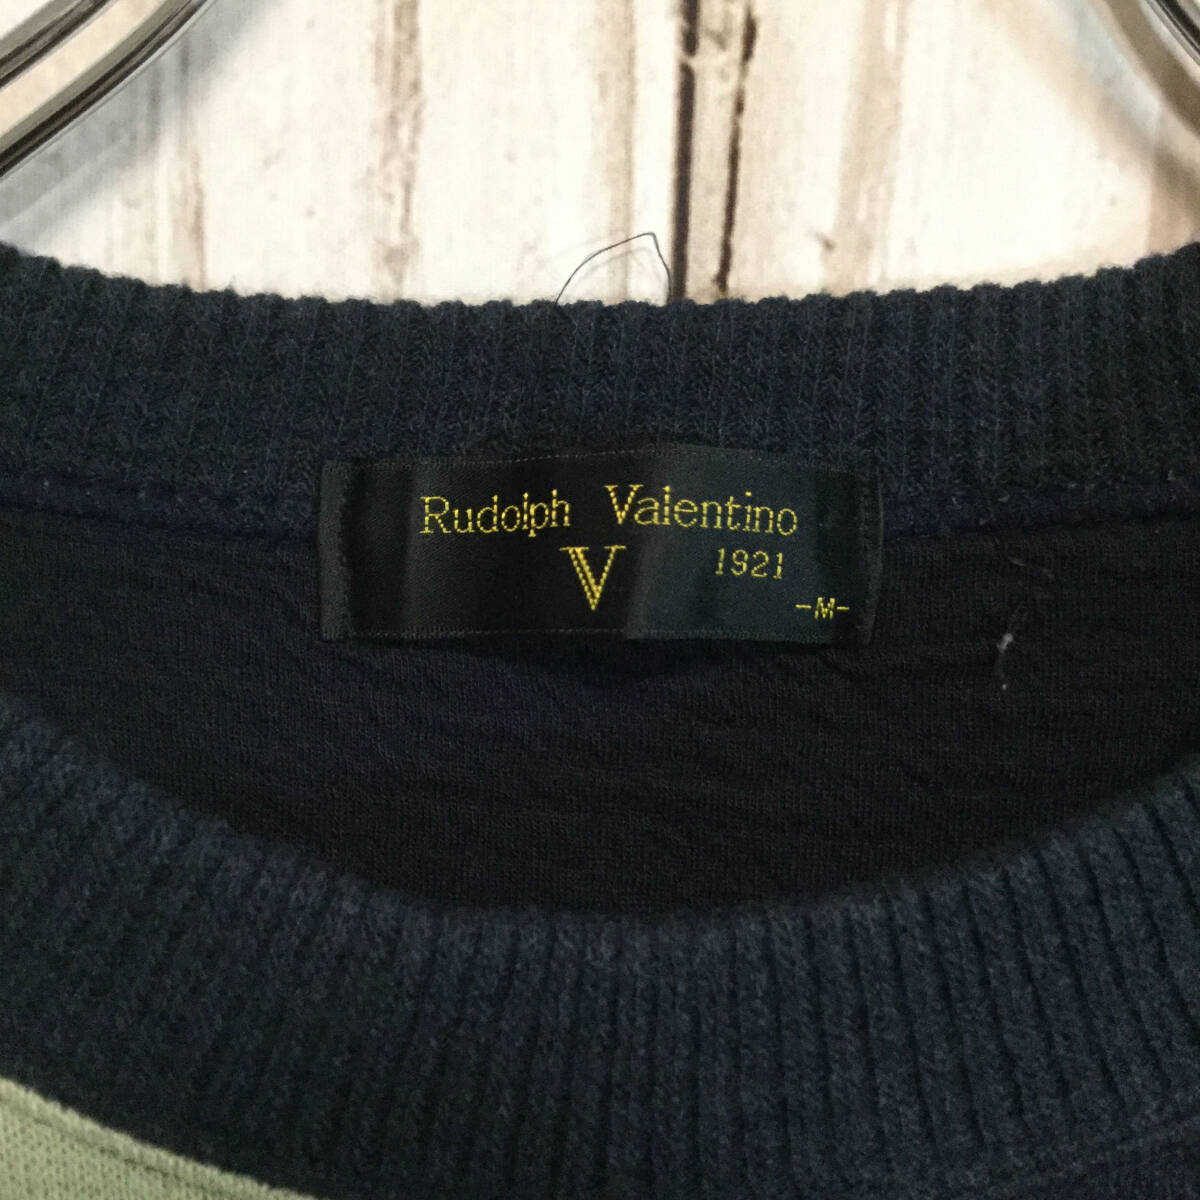 Rudolph Valentino
V 1921
-M-